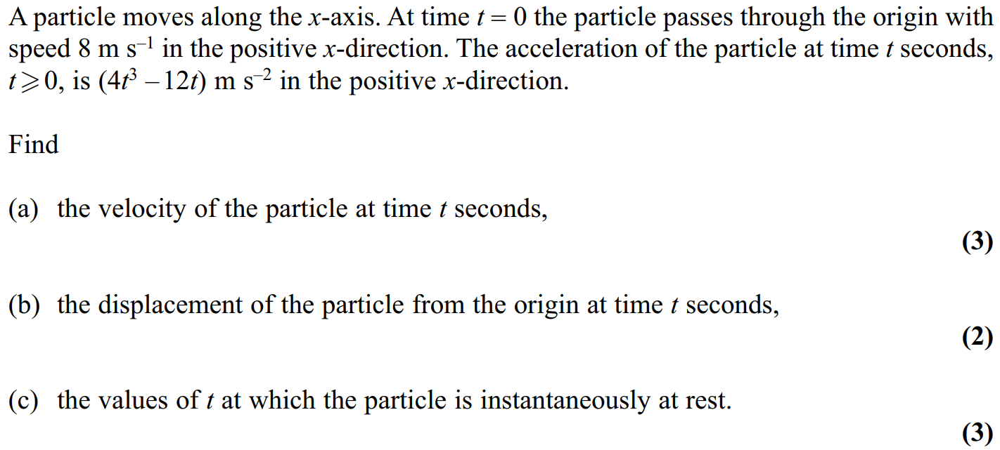 A particle moves along the x-axis. At time t = 0 the particle passes through the origin with
speed 8 m s⁻¹ in the positive x-direction. The acceleration of the particle at time t seconds,
t ⩾ 0, is (4t³ – 12t) m s⁻² in the positive x-direction.
Find
(a) the velocity of the particle at time t seconds,
(3)
(b) the displacement of the particle from the origin at time t seconds,
(2)
(c) the values of t at which the particle is instantaneously at rest.
(3)